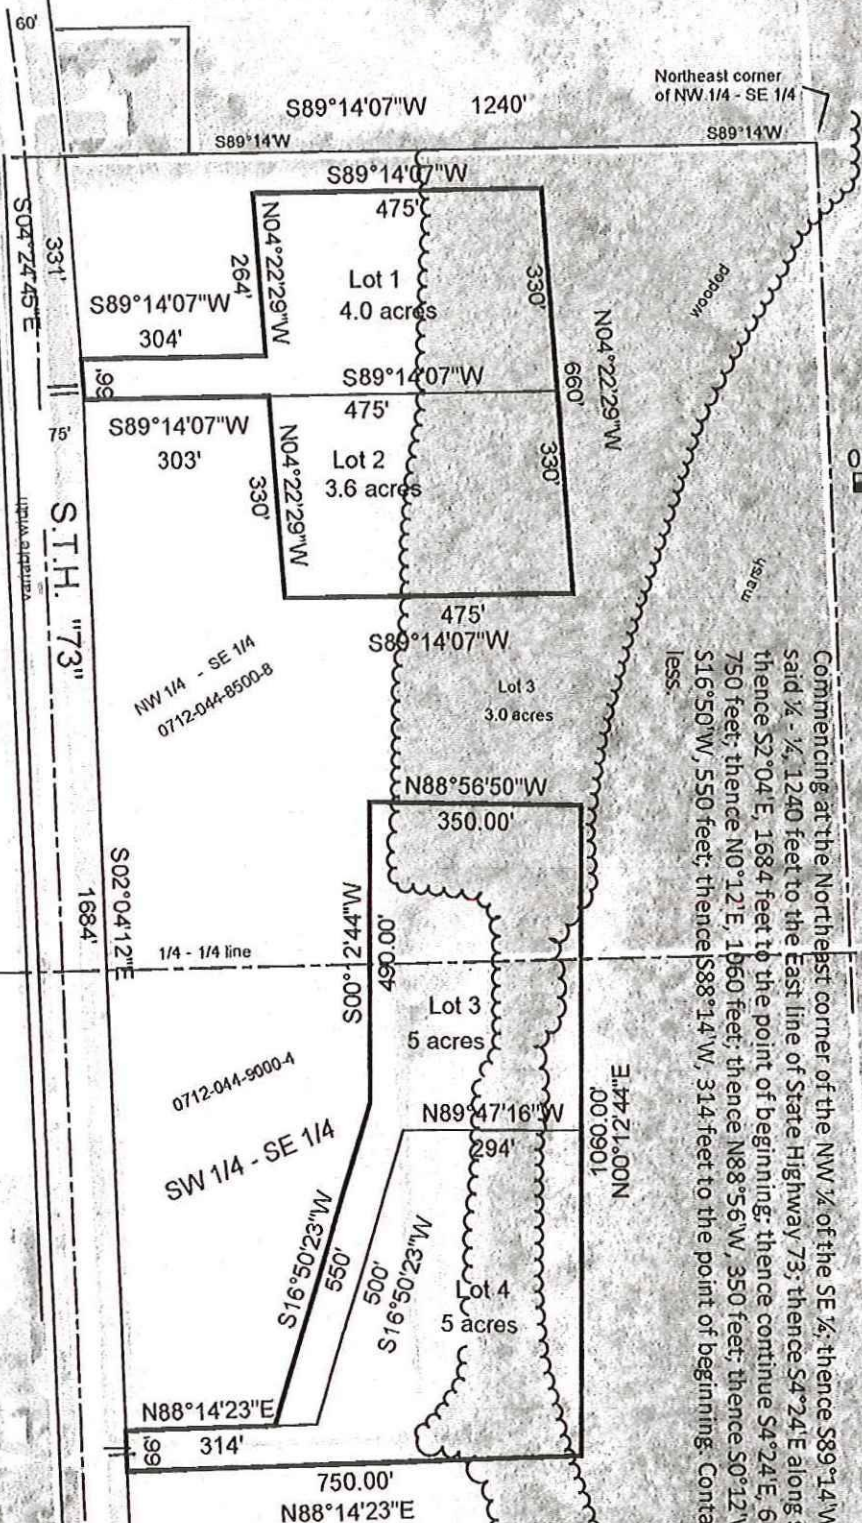 60'
Northeast corner
of NW 1/4 - SE 1/4
S89°14'07"W 1240'
S89°14'W
S89°14'W
S89°14'07"W
475'
S04°24'45"E
331'
N04°22'29"W
264'
Lot 1
4.0 acres
330'
N04°22'29"W
660'
wooded
S89°14'07"W
304'
66'
S89°14'07"W
475'
S89°14'07"W
303'
75'
N04°22'29"W
330'
Lot 2
3.6 acres
330'
S.T.H. "73"
475'
S89°14'07"W
marsh
NW 1/4 - SE 1/4
0712-044-8500-8
Lot 3
3.0 acres
Commencing at the Northeast corner of the NW ¼ of the SE ¼; thence S89°14'W
said ¼ - ¼, 1240 feet to the East line of State Highway 73; thence S4°24'E along
thence S2°04'E, 1684 feet to the point of beginning; thence continue S4°24'E, 6
750 feet; thence N0°12'E, 1060 feet; thence N88°56'W, 350 feet; thence S0°12'
S16°50'W, 550 feet; thence S88°14'W, 314 feet to the point of beginning. Conta
less.
N88°56'50"W
350.00'
S02°04'12"E
1684'
S00°12'44"W
490.00'
1/4 - 1/4 line
Lot 3
5 acres
N00°12'44"E
1060.00'
0712-044-9000-4
SW 1/4 - SE 1/4
N89°47'16"W
294'
S16°50'23"W
550'
500'
S16°50'23"W
Lot 4
5 acres
N88°14'23"E
314'
66'
750.00'
N88°14'23"E